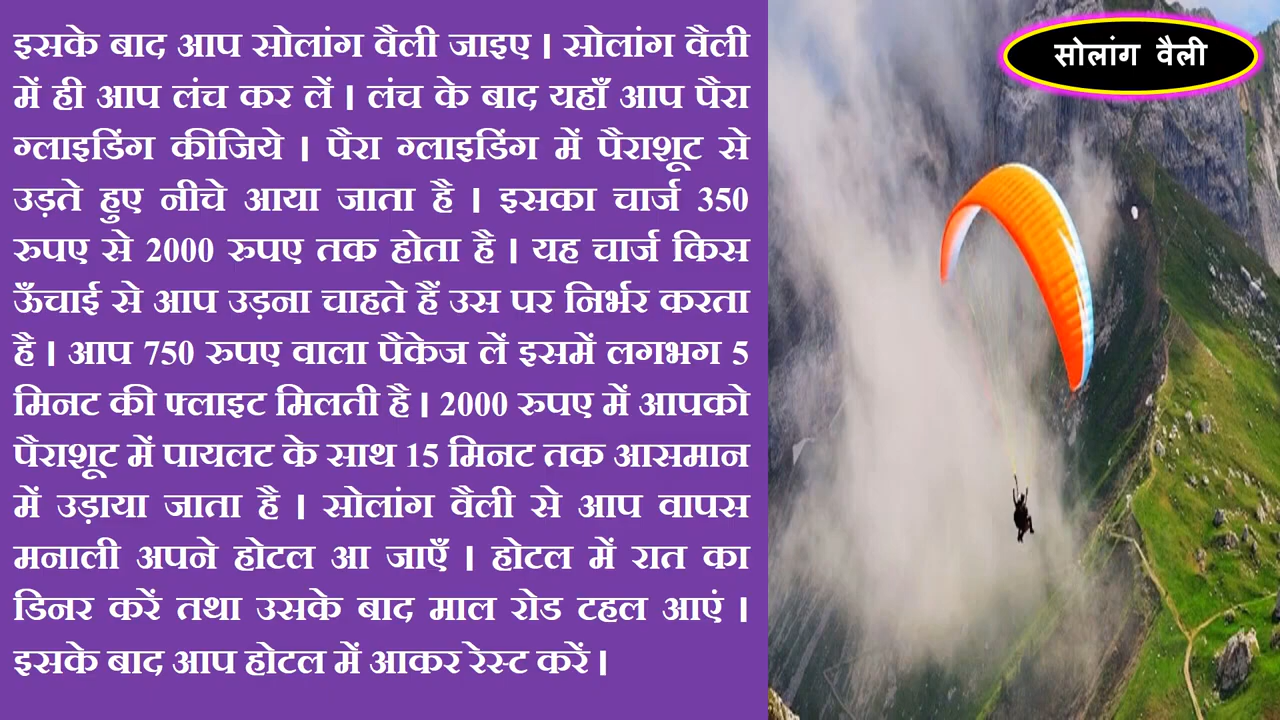 इसके बाद आप सोलांग वैली जाइए । सोलांग वैली
में ही आप लंच कर लें । लंच के बाद यहाँ आप पैरा
ग्लाइडिंग कीजिये । पैरा ग्लाइडिंग में पैराशूट से
उड़ते हुए नीचे आया जाता है । इसका चार्ज 350
रुपए से 2000 रुपए तक होता है । यह चार्ज किस
ऊँचाई से आप उड़ना चाहते हैं उस पर निर्भर करता
है । आप 750 रुपए वाला पैकेज लें इसमें लगभग 5
मिनट की फ्लाइट मिलती है । 2000 रुपए में आपको
पैराशूट में पायलट के साथ 15 मिनट तक आसमान
में उड़ाया जाता है । सोलांग वैली से आप वापस
मनाली अपने होटल आ जाएँ । होटल में रात का
डिनर करें तथा उसके बाद माल रोड टहल आएं ।
इसके बाद आप होटल में आकर रेस्ट करें ।
सोलांग वैली